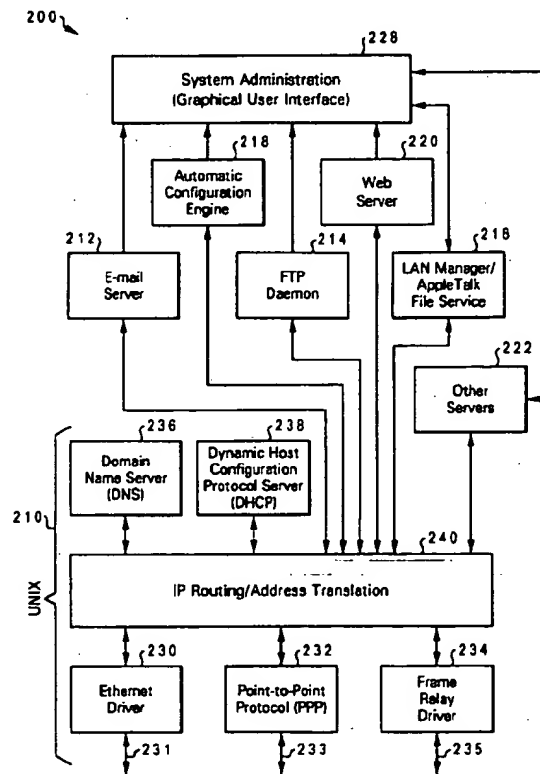 200
228
System Administration
(Graphical User Interface)
218
Automatic
Configuration
Engine
220
Web
Server
212
E-mail
Server
214
FTP
Daemon
218
LAN Manager/
AppleTalk
File Service
222
Other
Servers
236
Domain
Name Server
(DNS)
238
Dynamic Host
Configuration
Protocol Server
(DHCP)
210
UNIX
240
IP Routing/Address Translation
230
Ethernet
Driver
232
Point-to-Point
Protocol (PPP)
234
Frame
Relay
Driver
231
233
235